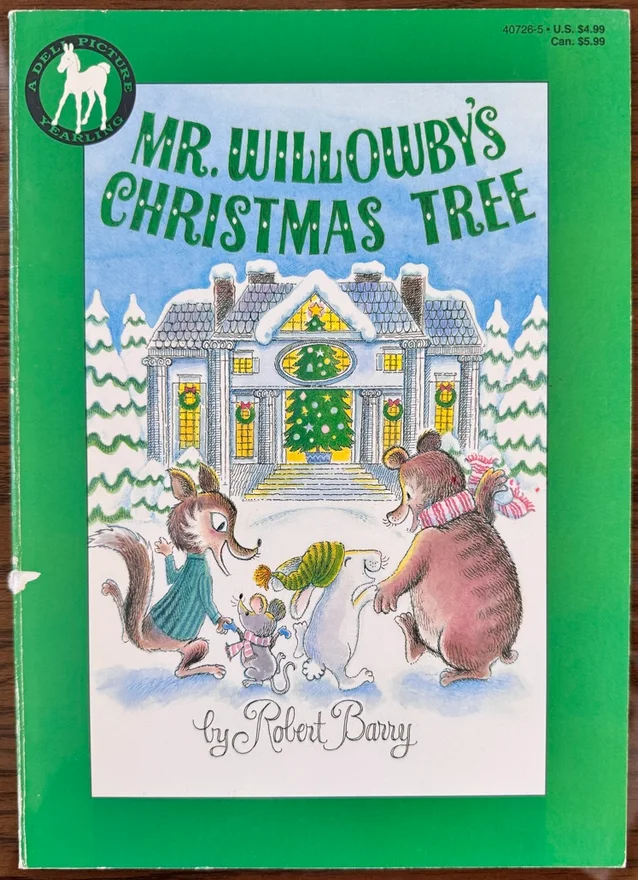 40726-5 • U.S. $4.99
Can. $5.99
A DELL PICTURE
YEARLING
MR. WILLOWBY'S
CHRISTMAS TREE
by Robert Barry